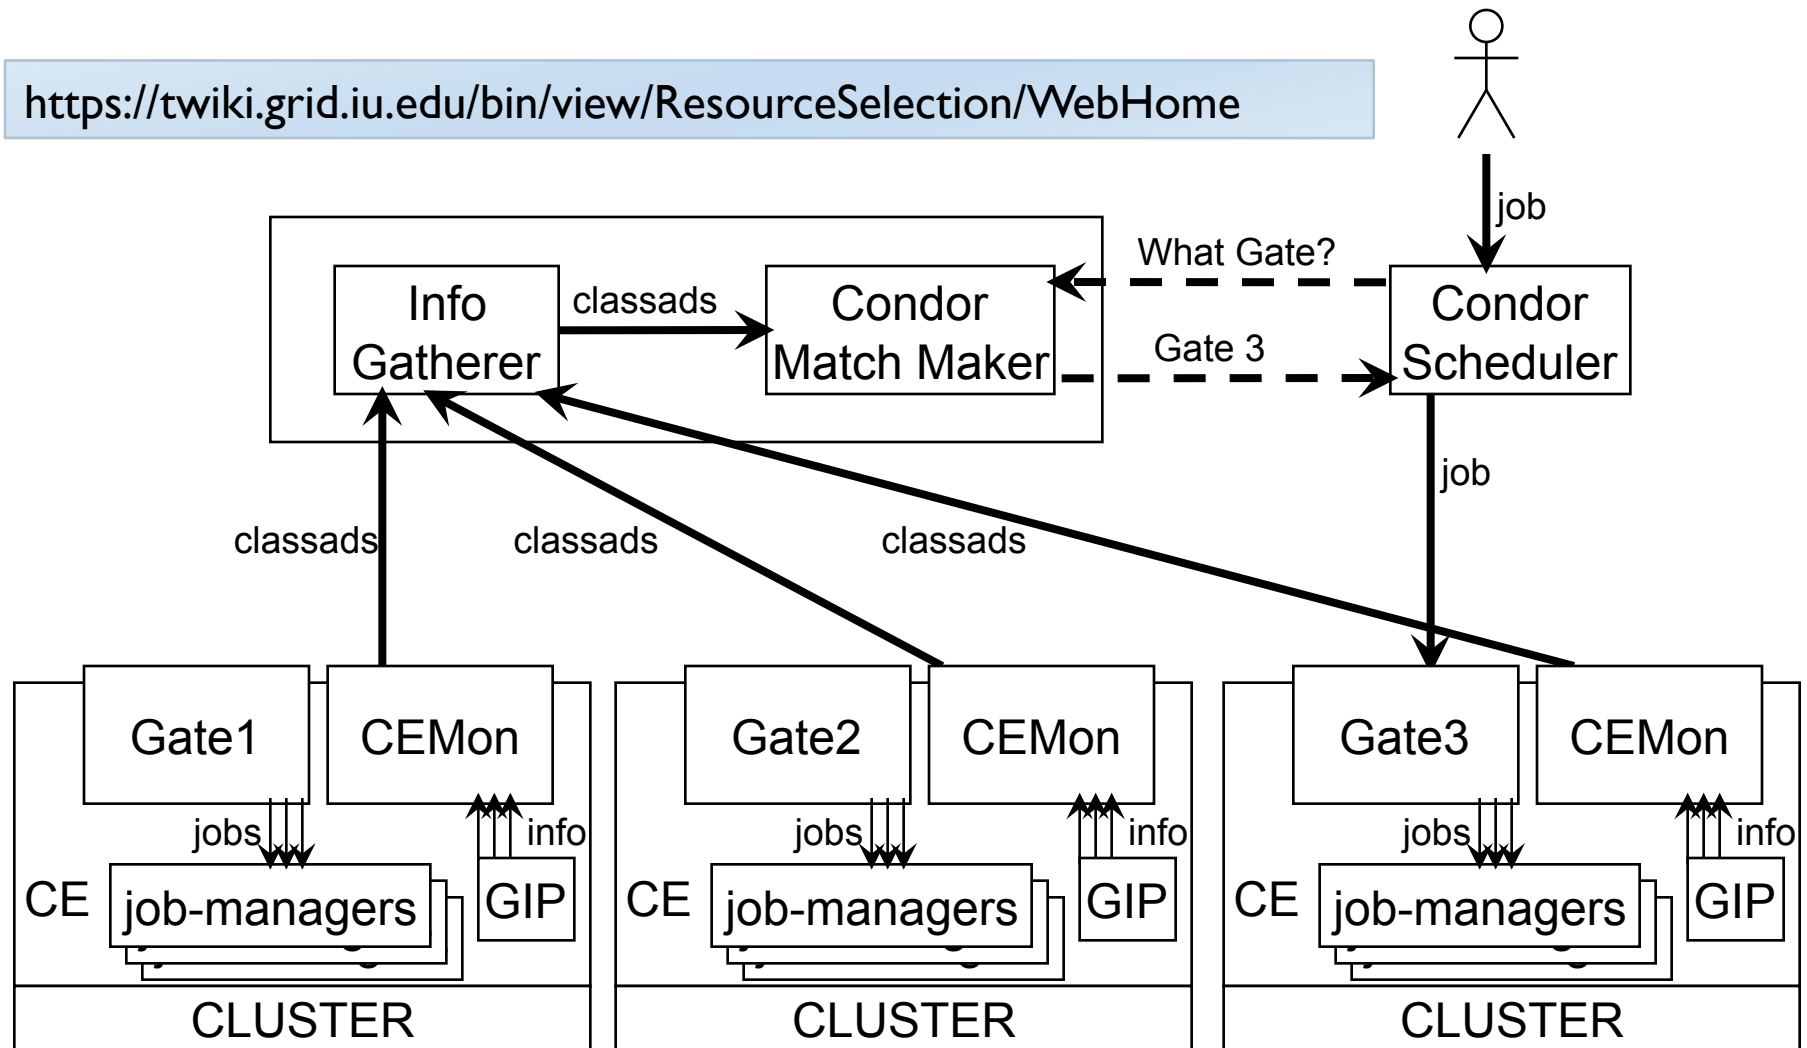 https://twiki.grid.iu.edu/bin/view/ResourceSelection/WebHome
job
What Gate?
Info
Gatherer
classads
Condor
Match Maker
Gate 3
Condor
Scheduler
job
classads
classads
classads
Gate1
CEMon
jobs
info
CE
job-managers
GIP
CLUSTER
Gate2
CEMon
jobs
info
CE
job-managers
GIP
CLUSTER
Gate3
CEMon
jobs
info
CE
job-managers
GIP
CLUSTER